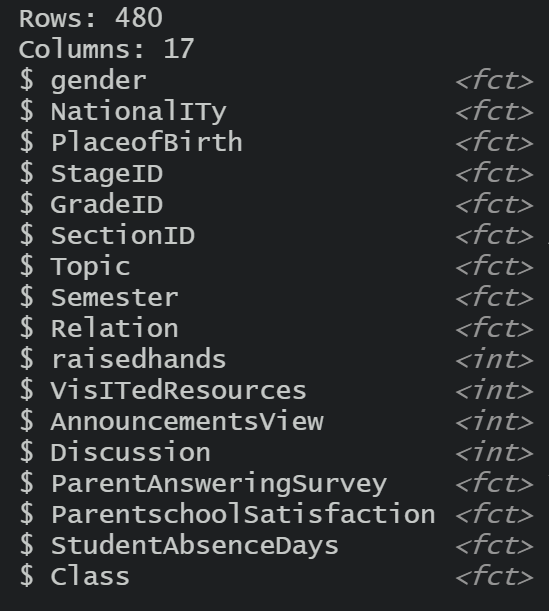 Rows: 480
Columns: 17
$ gender <fct>
$ NationalITy <fct>
$ PlaceofBirth <fct>
$ StageID <fct>
$ GradeID <fct>
$ SectionID <fct>
$ Topic <fct>
$ Semester <fct>
$ Relation <fct>
$ raisedhands <int>
$ VisITedResources <int>
$ AnnouncementsView <int>
$ Discussion <int>
$ ParentAnsweringSurvey <fct>
$ ParentschoolSatisfaction <fct>
$ StudentAbsenceDays <fct>
$ Class <fct>